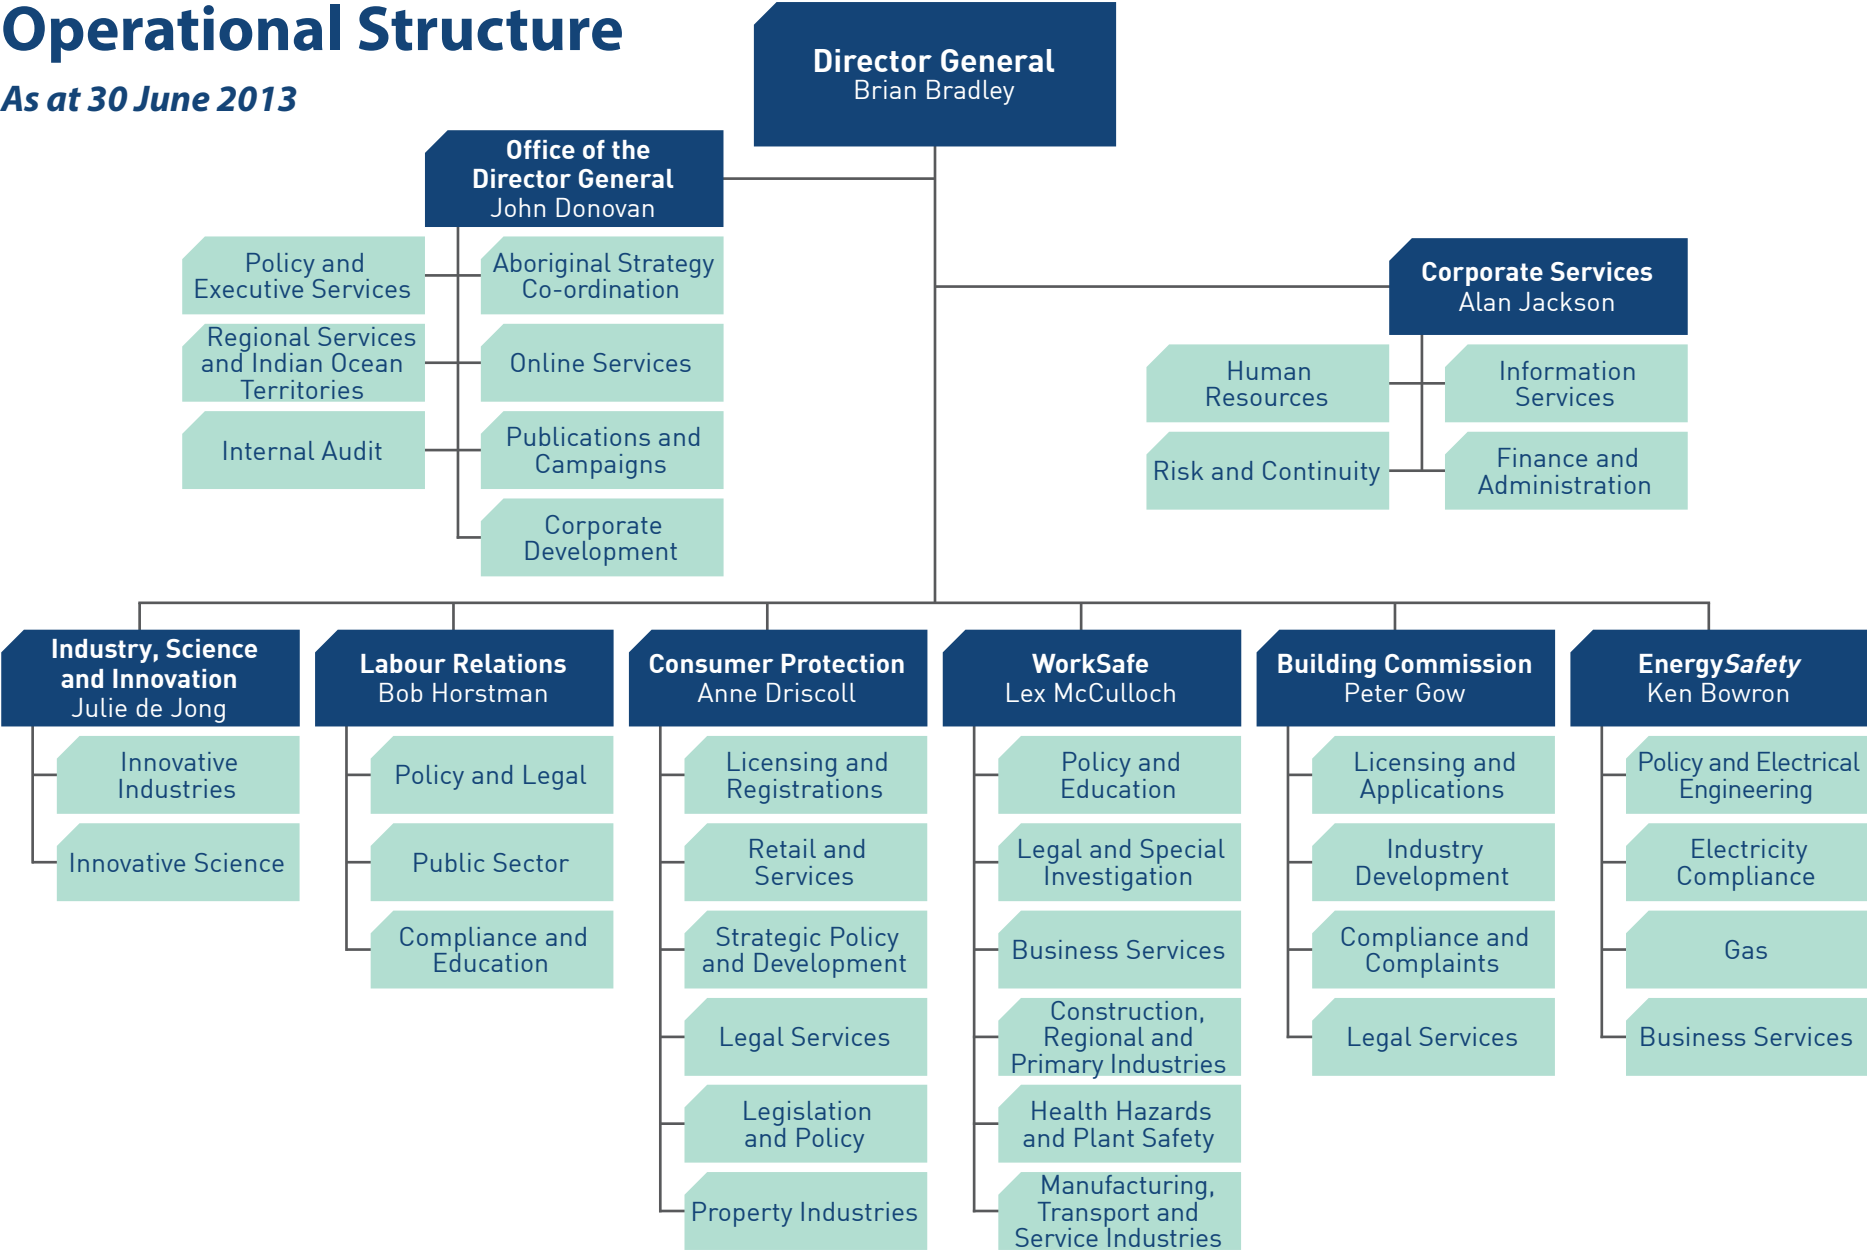 Operational Structure
As at 30 June 2013
Director General
Brian Bradley
Office of the
Director General
John Donovan
Policy and
Executive Services
Aboriginal Strategy
Co-ordination
Regional Services
and Indian Ocean
Territories
Online Services
Internal Audit
Publications and
Campaigns
Corporate
Development
Corporate Services
Alan Jackson
Human
Resources
Information
Services
Risk and Continuity
Finance and
Administration
Industry, Science
and Innovation
Julie de Jong
Innovative
Industries
Innovative Science
Labour Relations
Bob Horstman
Policy and Legal
Public Sector
Compliance and
Education
Consumer Protection
Anne Driscoll
Licensing and
Registrations
Retail and
Services
Strategic Policy
and Development
Legal Services
Legislation
and Policy
Property Industries
WorkSafe
Lex McCulloch
Policy and
Education
Legal and Special
Investigation
Business Services
Construction,
Regional and
Primary Industries
Health Hazards
and Plant Safety
Manufacturing,
Transport and
Service Industries
Building Commission
Peter Gow
Licensing and
Applications
Industry
Development
Compliance and
Complaints
Legal Services
EnergySafety
Ken Bowron
Policy and Electrical
Engineering
Electricity
Compliance
Gas
Business Services